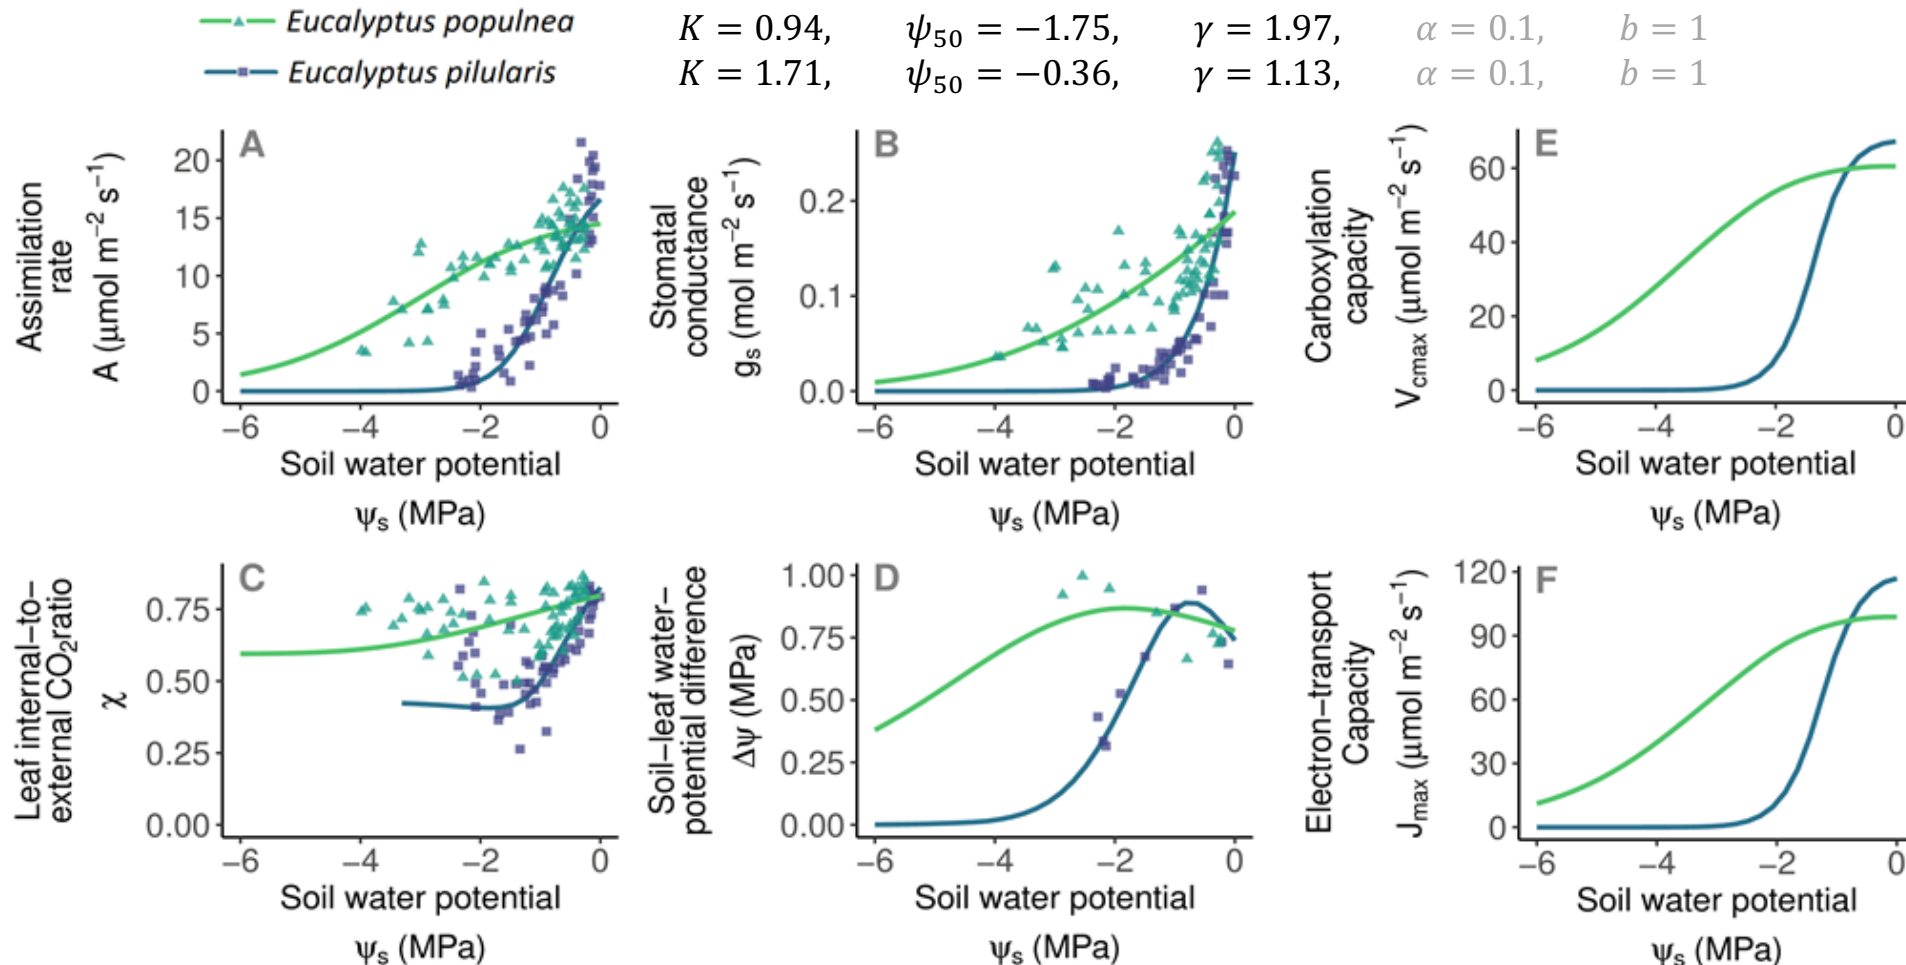 Eucalyptus populnea K = 0.94, ψ₅₀ = −1.75, γ = 1.97, α = 0.1, b = 1
Eucalyptus pilularis K = 1.71, ψ₅₀ = −0.36, γ = 1.13, α = 0.1, b = 1
A
Assimilation
rate
A (μmol m⁻² s⁻¹)
20
15
10
5
0
−6 −4 −2 0
Soil water potential
ψₛ (MPa)
B
Stomatal
conductance
gₛ (mol m⁻² s⁻¹)
0.2
0.1
0.0
−6 −4 −2 0
Soil water potential
ψₛ (MPa)
E
Carboxylation
capacity
V_cmax (μmol m⁻² s⁻¹)
60
40
20
0
−6 −4 −2 0
Soil water potential
ψₛ (MPa)
C
Leaf internal−to−
external CO₂ratio
χ
0.75
0.50
0.25
0.00
−6 −4 −2 0
Soil water potential
ψₛ (MPa)
D
Soil−leaf water−
potential difference
Δψ (MPa)
1.00
0.75
0.50
0.25
0.00
−6 −4 −2 0
Soil water potential
ψₛ (MPa)
F
Electron−transport
Capacity
J_max (μmol m⁻² s⁻¹)
120
90
60
30
0
−6 −4 −2 0
Soil water potential
ψₛ (MPa)